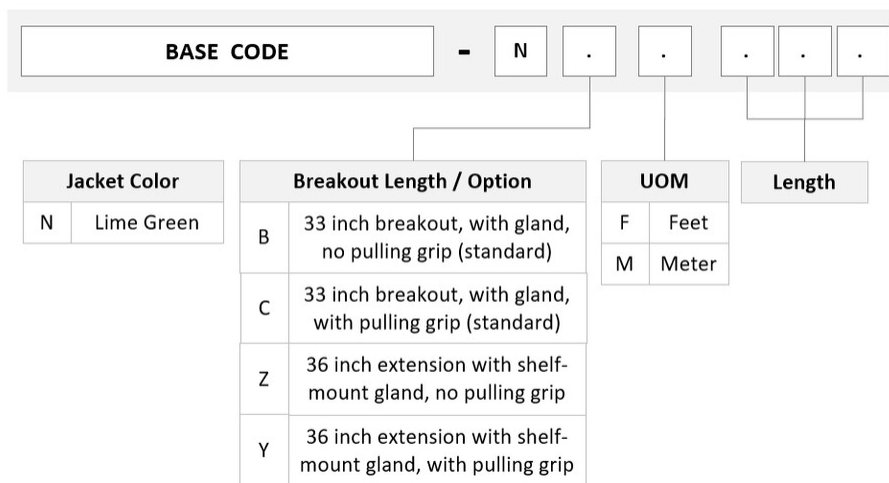 BASE CODE - N . . . . .
Jacket Color
N Lime Green
Breakout Length / Option
B 33 inch breakout, with gland,
no pulling grip (standard)
C 33 inch breakout, with gland,
with pulling grip (standard)
Z 36 inch extension with shelf-
mount gland, no pulling grip
Y 36 inch extension with shelf-
mount gland, with pulling grip
UOM
F Feet
M Meter
Length